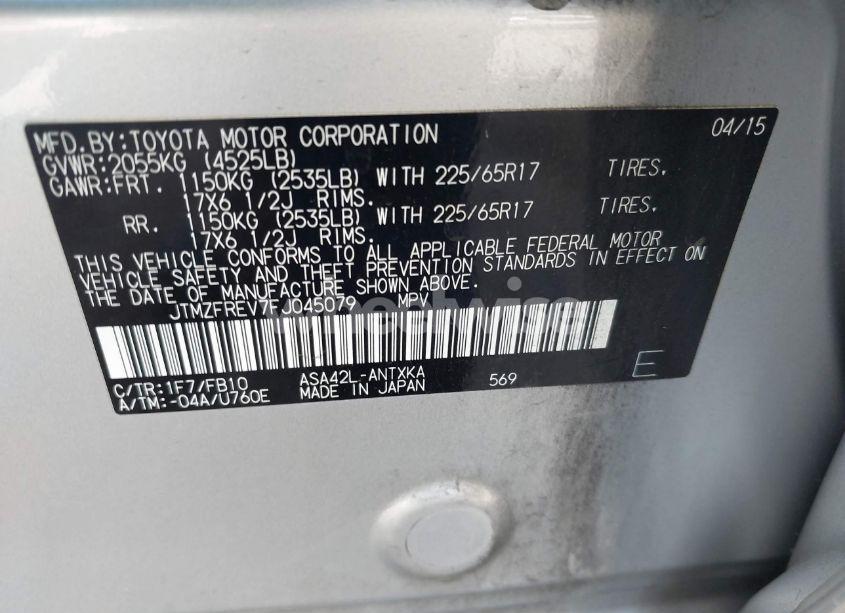 MFD.BY:TOYOTA MOTOR CORPORATION 04/15
GVWR:2055KG (4525LB)
GAWR:FRT. 1150KG (2535LB) WITH 225/65R17 TIRES.
17X6 1/2J RIMS.
RR. 1150KG (2535LB) WITH 225/65R17 TIRES.
17X6 1/2J RIMS.
THIS VEHICLE CONFORMS TO ALL APPLICABLE FEDERAL MOTOR
VEHICLE SAFETY AND THEFT PREVENTION STANDARDS IN EFFECT ON
THE DATE OF MANUFACTURE SHOWN ABOVE.
JTMZFREV7FJ045079 MPV
wheelwise
C/TR:1F7/FB10 ASA42L-ANTXKA 569 E
A/TM:-04A/U760E MADE IN JAPAN